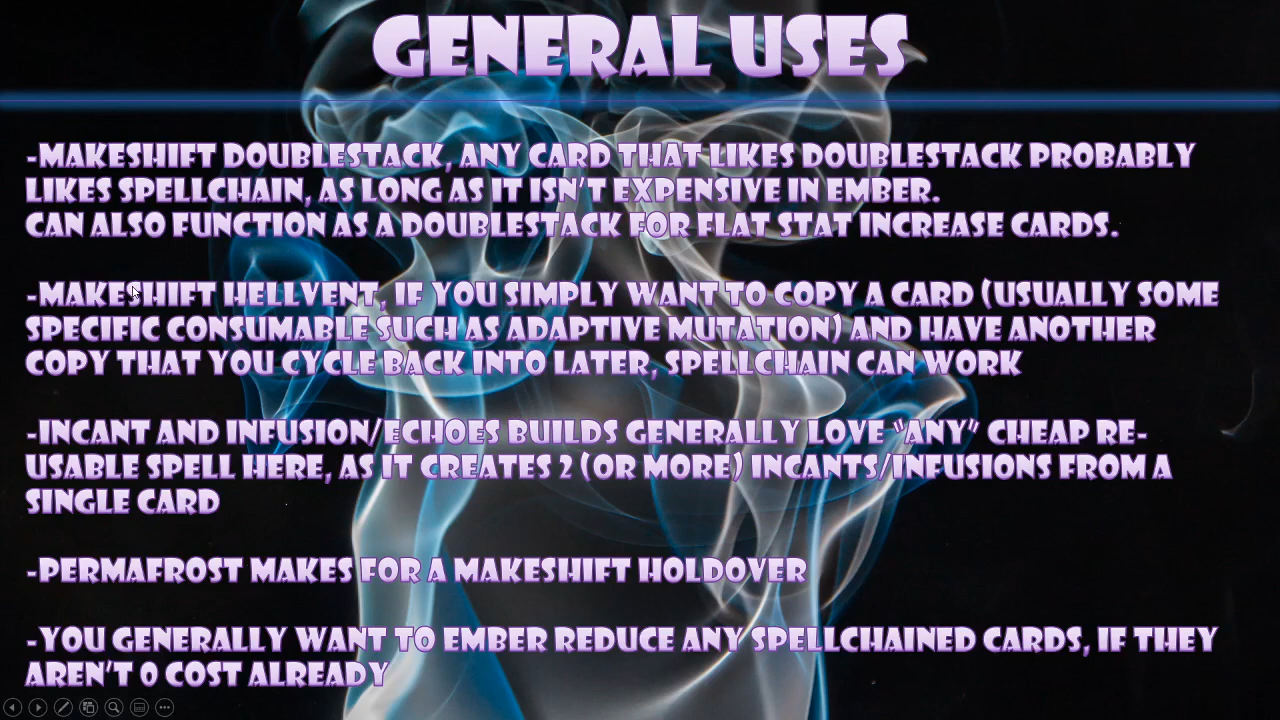 GENERAL USES
-MAKESHIFT DOUBLESTACK, ANY CARD THAT LIKES DOUBLESTACK PROBABLY
LIKES SPELLCHAIN, AS LONG AS IT ISN'T EXPENSIVE IN EMBER.
CAN ALSO FUNCTION AS A DOUBLESTACK FOR FLAT STAT INCREASE CARDS.
-MAKESHIFT HELLVENT, IF YOU SIMPLY WANT TO COPY A CARD (USUALLY SOME
SPECIFIC CONSUMABLE SUCH AS ADAPTIVE MUTATION) AND HAVE ANOTHER
COPY THAT YOU CYCLE BACK INTO LATER, SPELLCHAIN CAN WORK
-INCANT AND INFUSION/ECHOES BUILDS GENERALLY LOVE "ANY" CHEAP RE-
USABLE SPELL HERE, AS IT CREATES 2 (OR MORE) INCANTS/INFUSIONS FROM A
SINGLE CARD
-PERMAFROST MAKES FOR A MAKESHIFT HOLDOVER
-YOU GENERALLY WANT TO EMBER REDUCE ANY SPELLCHAINED CARDS, IF THEY
AREN'T 0 COST ALREADY